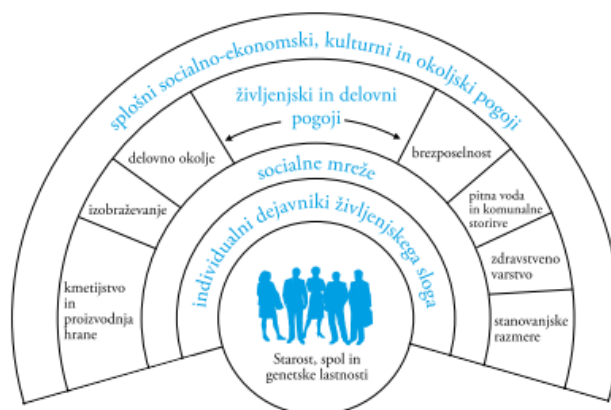 splošni socialno-ekonomski, kulturni in okoljski pogoji
življenjski in delovni
pogoji
delovno okolje
izobraževanje
kmetijstvo
in
proizvodnja
hrane
brezposelnost
pitna voda
in komunalne
storitve
zdravstveno
varstvo
stanovanjske
razmere
socialne mreže
individualni dejavniki življenjskega sloga
Starost, spol in
genetske lastnosti